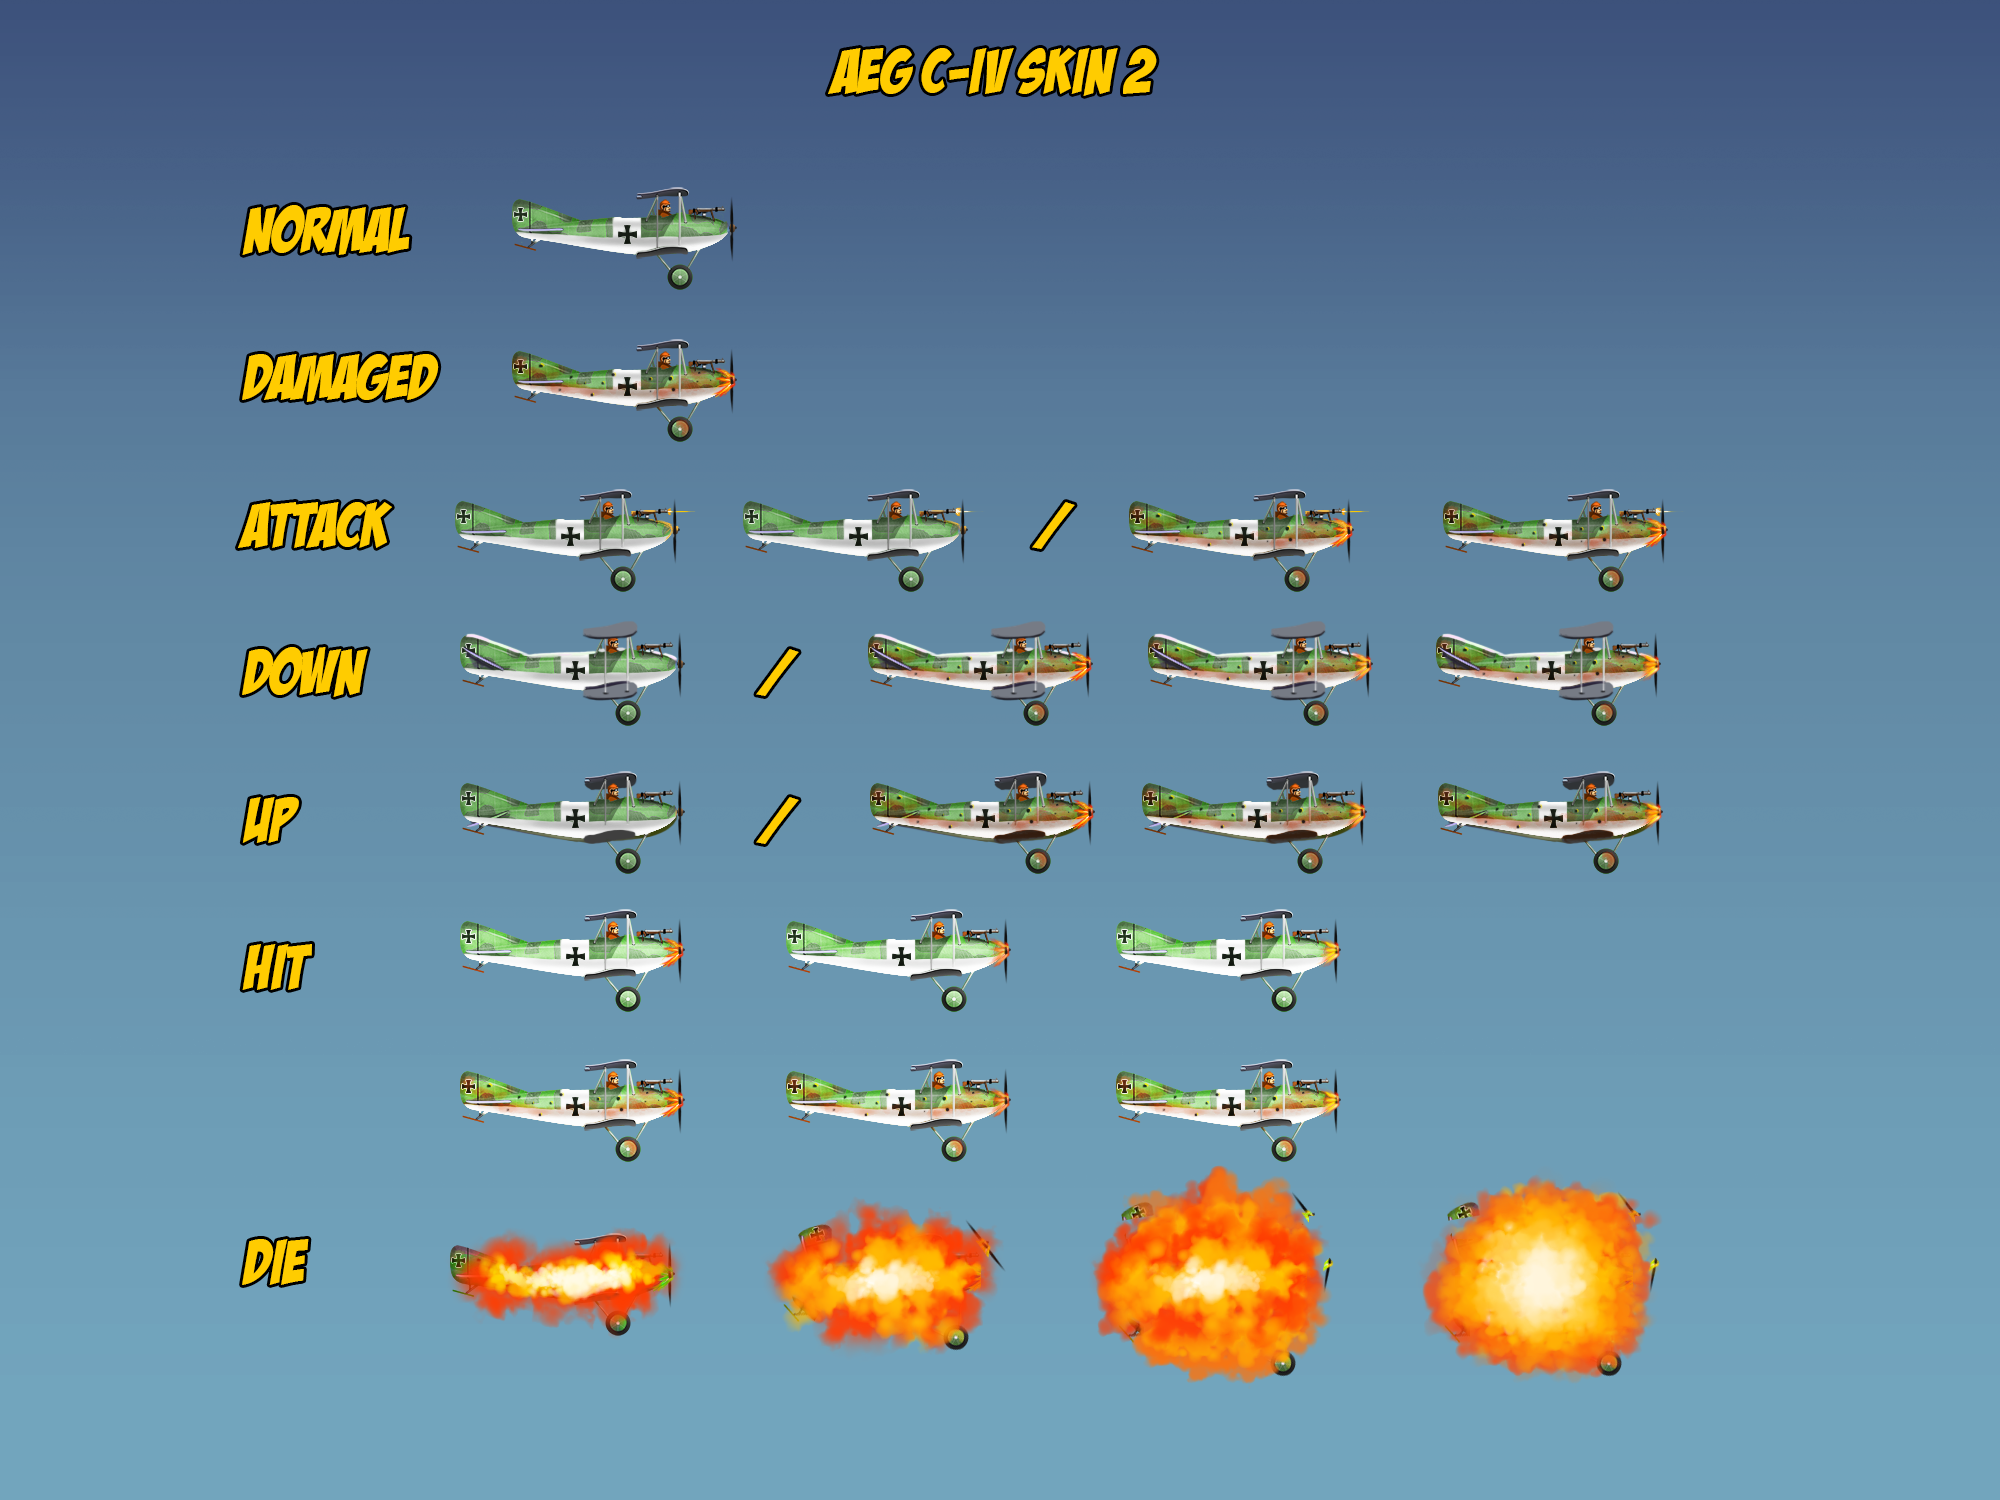 AEG C-IV SKIN 2
NORMAL
DAMAGED
ATTACK /
DOWN /
UP /
HIT
DIE